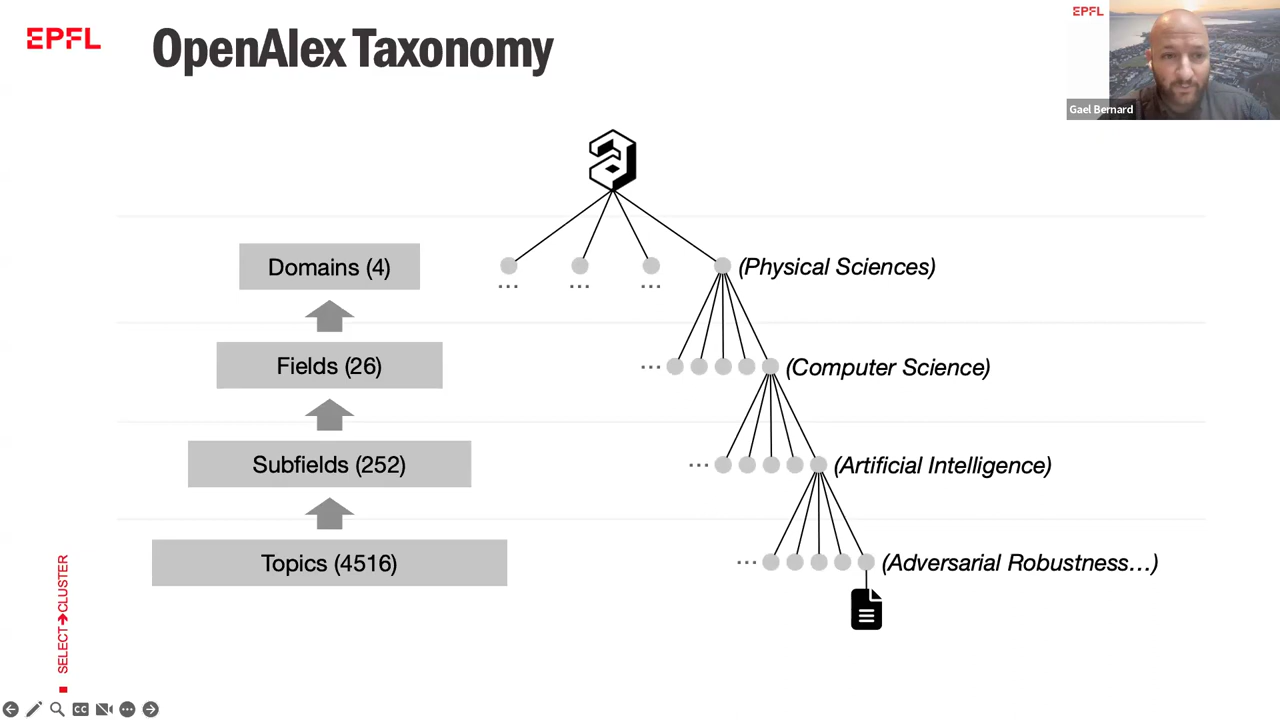 EPFL
OpenAlex Taxonomy
EPFL
Gael Bernard
Domains (4)
... ... ...
(Physical Sciences)
Fields (26)
...
(Computer Science)
Subfields (252)
...
(Artificial Intelligence)
Topics (4516)
...
(Adversarial Robustness...)
SELECT➔CLUSTER
CC